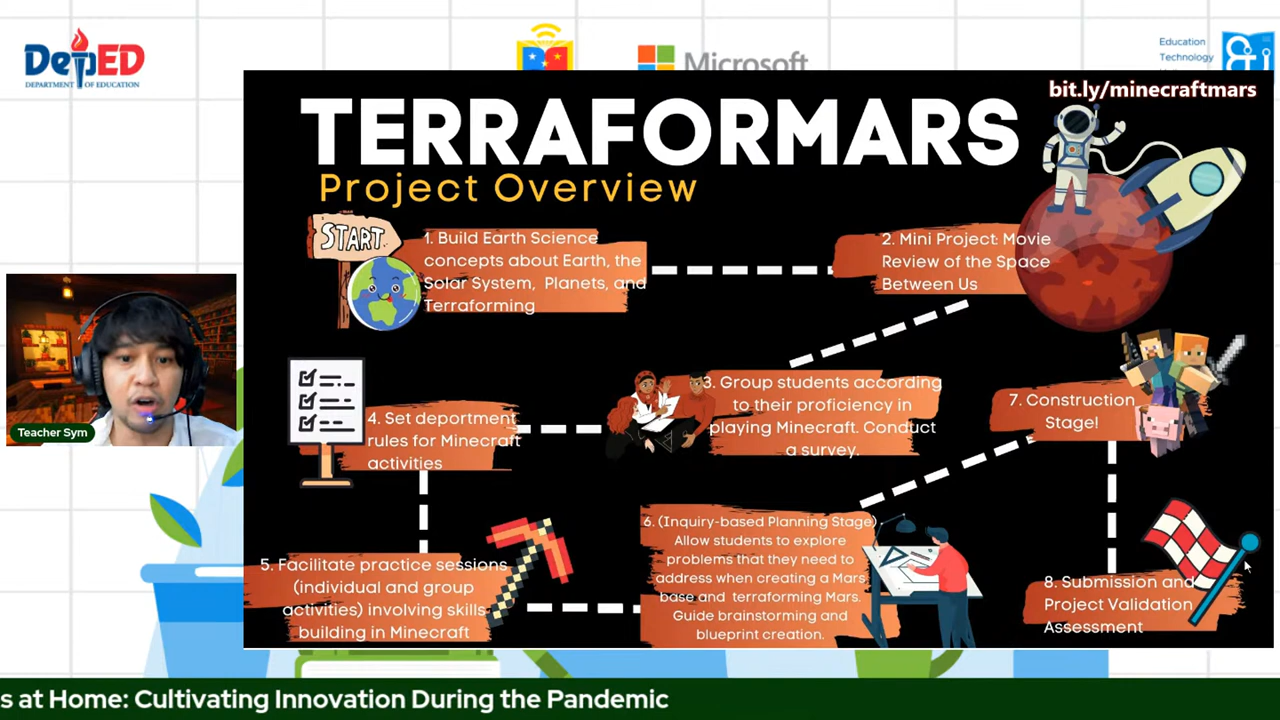 DepED
DEPARTMENT OF EDUCATION
Microsoft
Education
Technology
bit.ly/minecraftmars
TERRAFORMARS
Project Overview
START
1. Build Earth Science
concepts about Earth, the
Solar System, Planets, and
Terraforming
2. Mini Project: Movie
Review of the Space
Between Us
3. Group students according
to their proficiency in
playing Minecraft. Conduct
a survey.
4. Set deportment
rules for Minecraft
activities
7. Construction
Stage!
5. Facilitate practice sessions
(individual and group
activities) involving skills
building in Minecraft
6. (Inquiry-based Planning Stage)
Allow students to explore
problems that they need to
address when creating a Mars
base and terraforming Mars.
Guide brainstorming and
blueprint creation.
8. Submission and
Project Validation
Assessment
Teacher Sym
s at Home: Cultivating Innovation During the Pandemic